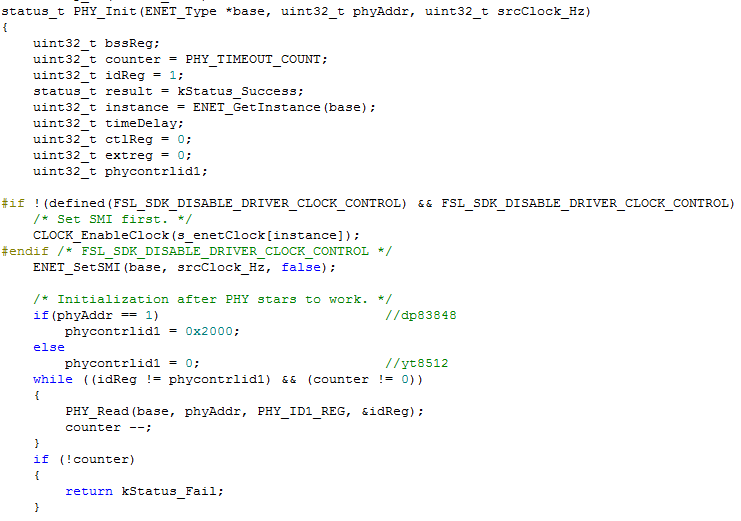 status_t PHY_Init(ENET_Type *base, uint32_t phyAddr, uint32_t srcClock_Hz)
{
    uint32_t bssReg;
    uint32_t counter = PHY_TIMEOUT_COUNT;
    uint32_t idReg = 1;
    status_t result = kStatus_Success;
    uint32_t instance = ENET_GetInstance(base);
    uint32_t timeDelay;
    uint32_t ctlReg = 0;
    uint32_t extreg = 0;
    uint32_t phycontrlid1;

#if !(defined(FSL_SDK_DISABLE_DRIVER_CLOCK_CONTROL) && FSL_SDK_DISABLE_DRIVER_CLOCK_CONTROL)
    /* Set SMI first. */
    CLOCK_EnableClock(s_enetClock[instance]);
#endif /* FSL_SDK_DISABLE_DRIVER_CLOCK_CONTROL */
    ENET_SetSMI(base, srcClock_Hz, false);

    /* Initialization after PHY stars to work. */
    if(phyAddr == 1)                            //dp83848
        phycontrlid1 = 0x2000;
    else
        phycontrlid1 = 0;                       //yt8512
    while ((idReg != phycontrlid1) && (counter != 0))
    {
        PHY_Read(base, phyAddr, PHY_ID1_REG, &idReg);
        counter --;
    }
    if (!counter)
    {
        return kStatus_Fail;
    }